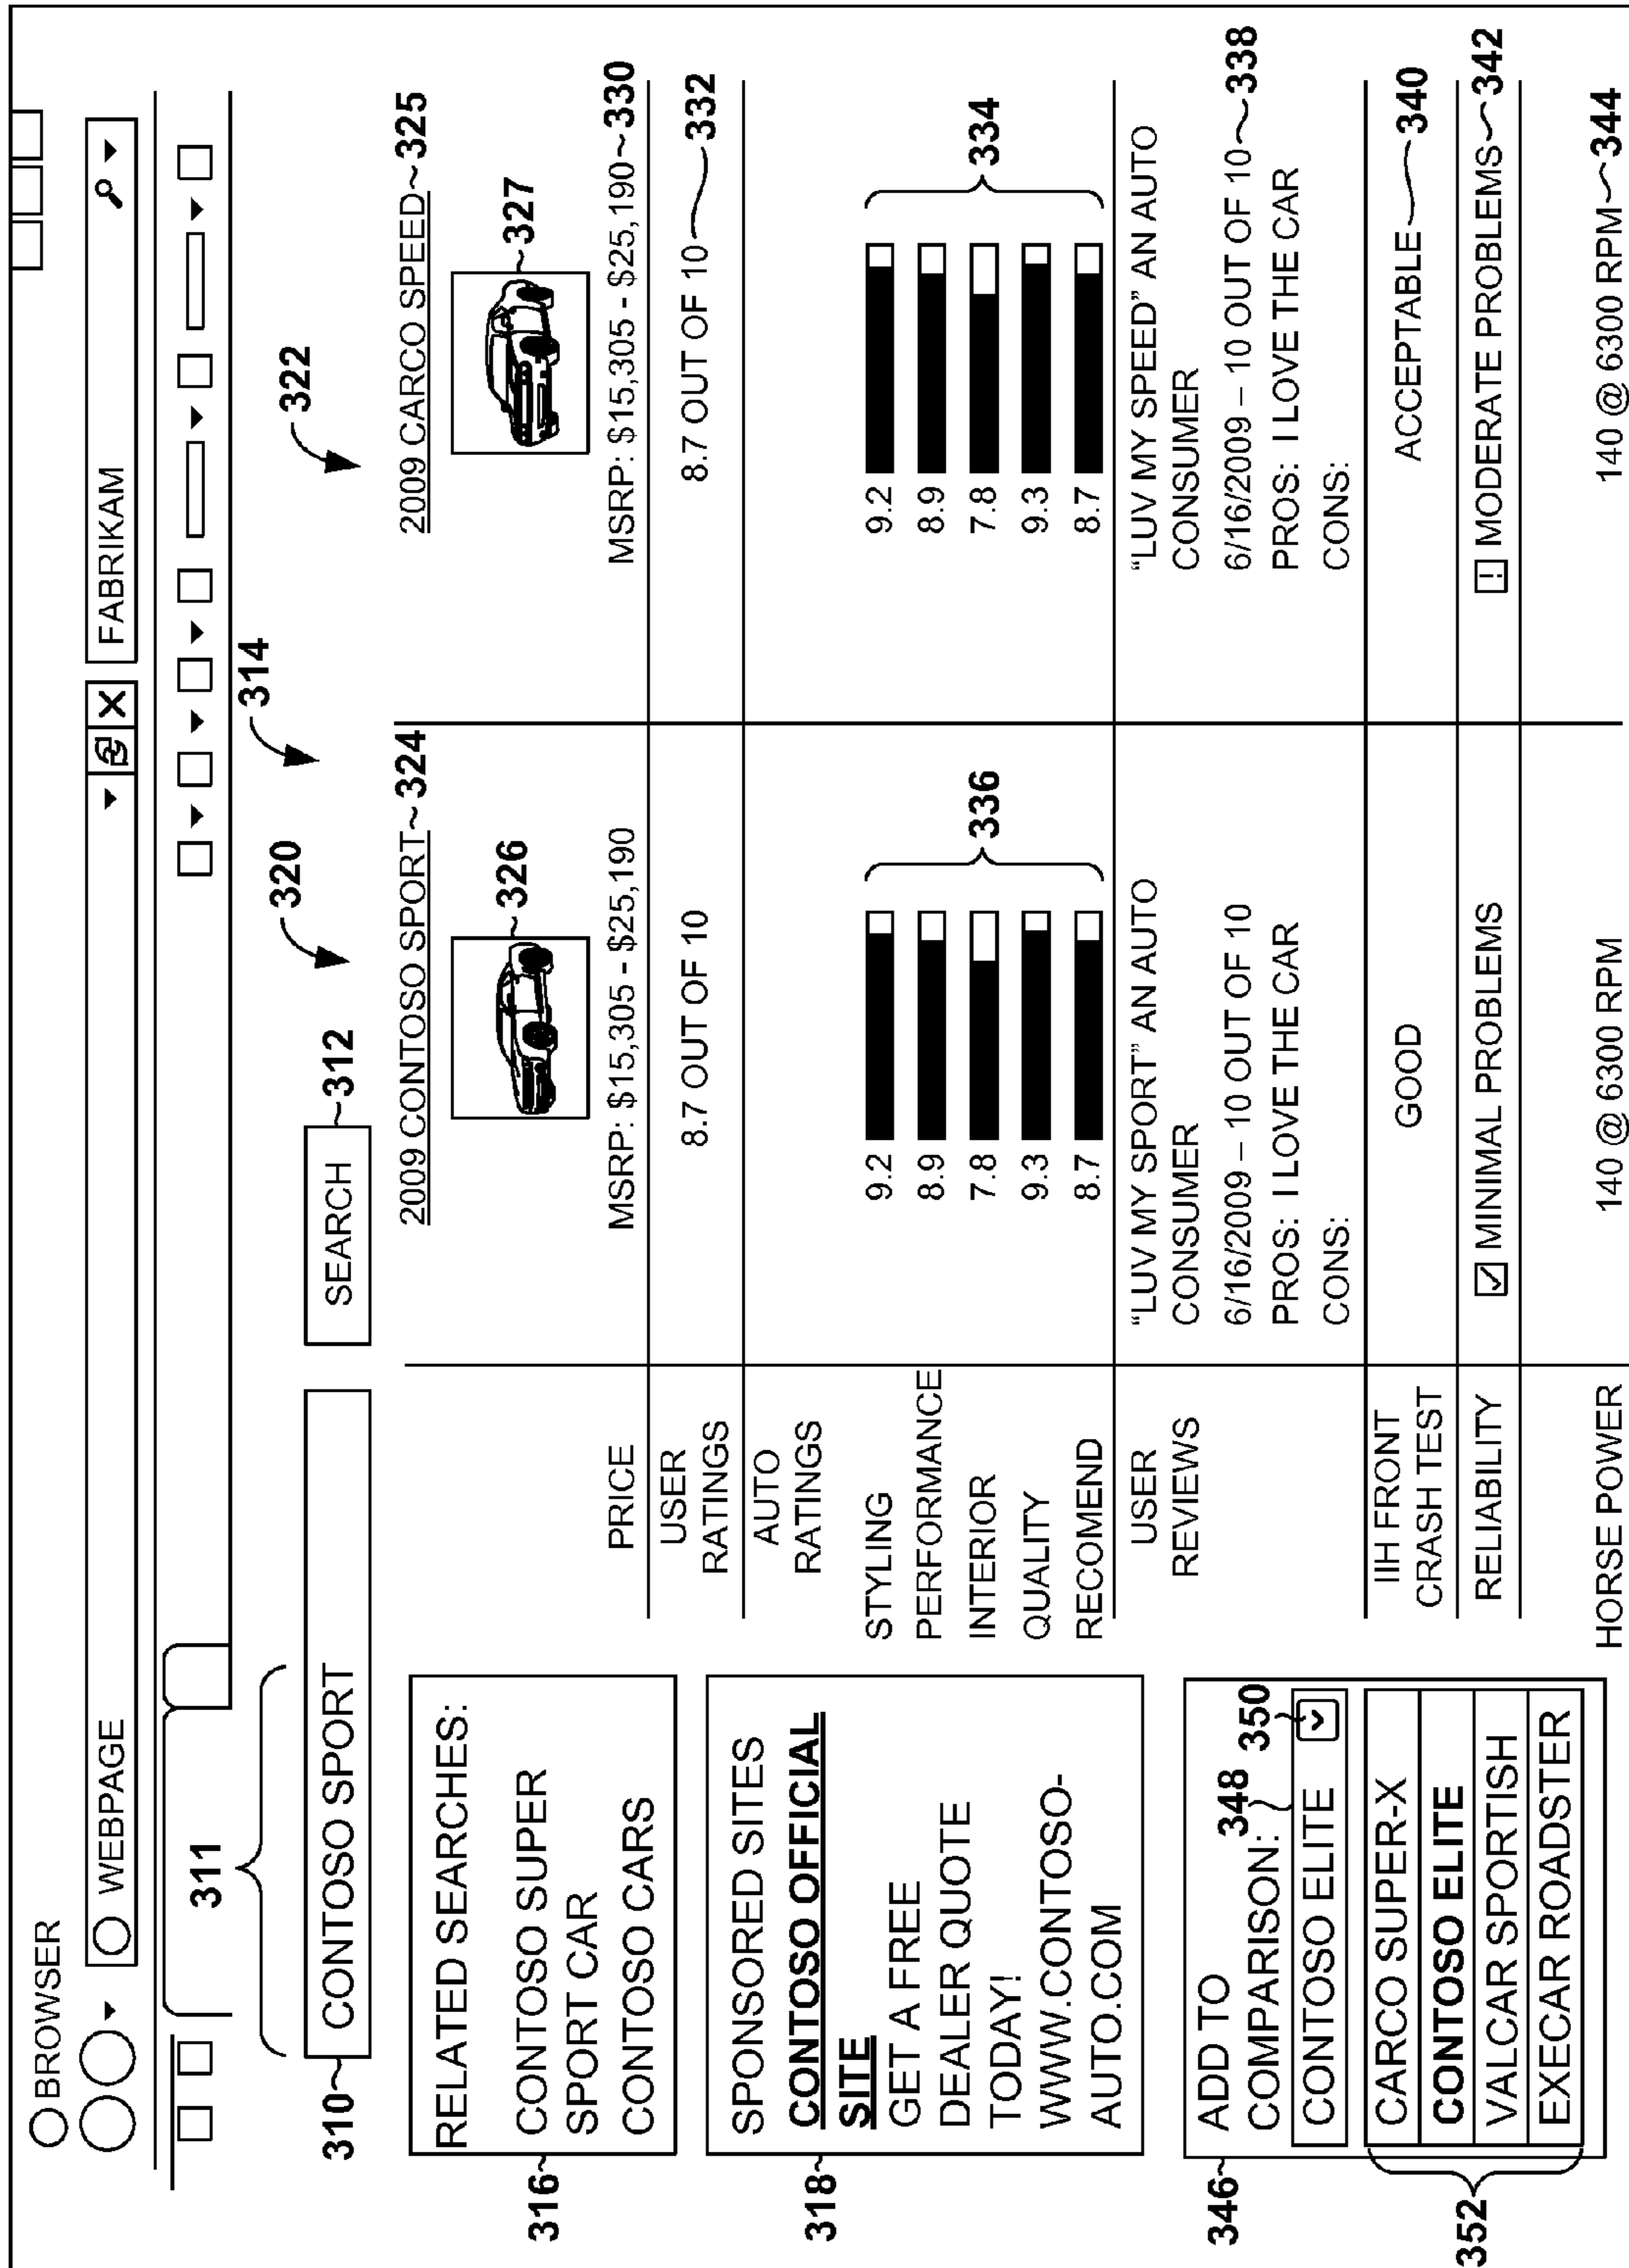 BROWSER
WEBPAGE
FABRIKAM
311
314
310
CONTOSO SPORT
SEARCH
312
320
322
316
RELATED SEARCHES:
CONTOSO SUPER
SPORT CAR
CONTOSO CARS
318
SPONSORED SITES
CONTOSO OFFICIAL
SITE
GET A FREE
DEALER QUOTE
TODAY!
WWW.CONTOSO-
AUTO.COM
346
ADD TO
COMPARISON:
348
350
CONTOSO ELITE
352
CARCO SUPER-X
CONTOSO ELITE
VALCAR SPORTISH
EXECAR ROADSTER
2009 CONTOSO SPORT 324
2009 CARCO SPEED 325
326
327
PRICE
MSRP: $15,305 - $25,190
MSRP: $15,305 - $25,190 330
USER
RATINGS
8.7 OUT OF 10
8.7 OUT OF 10
332
AUTO
RATINGS
STYLING
9.2
9.2
PERFORMANCE
8.9
8.9
INTERIOR
7.8
336
7.8
334
QUALITY
9.3
9.3
RECOMEND
8.7
8.7
USER
REVIEWS
"LUV MY SPORT" AN AUTO
CONSUMER
6/16/2009 – 10 OUT OF 10
PROS: I LOVE THE CAR
CONS:
"LUV MY SPEED" AN AUTO
CONSUMER
6/16/2009 – 10 OUT OF 10 338
PROS: I LOVE THE CAR
CONS:
IIH FRONT
CRASH TEST
GOOD
ACCEPTABLE 340
RELIABILITY
MINIMAL PROBLEMS
! MODERATE PROBLEMS 342
HORSE POWER
140 @ 6300 RPM
140 @ 6300 RPM 344